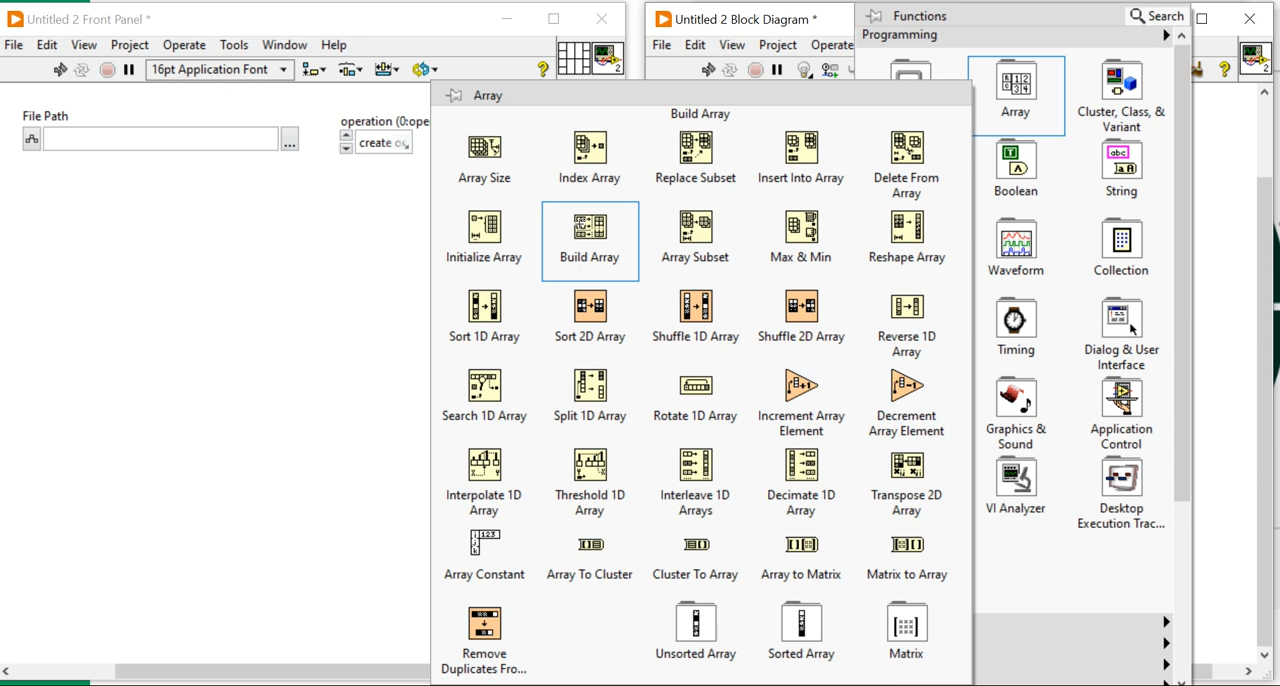 Untitled 2 Front Panel *
File Edit View Project Operate Tools Window Help
16pt Application Font
2
File Path
operation (0:ope
create o
...
Untitled 2 Block Diagram *
File Edit View Project Operate
2
Functions
Search
Programming
Array
Cluster, Class, &
Variant
Boolean
String
Waveform
Collection
Timing
Dialog & User
Interface
Graphics &
Sound
Application
Control
VI Analyzer
Desktop
Execution Trac...
Array
Build Array
Array Size
Index Array
Replace Subset
Insert Into Array
Delete From
Array
Initialize Array
Build Array
Array Subset
Max & Min
Reshape Array
Sort 1D Array
Sort 2D Array
Shuffle 1D Array
Shuffle 2D Array
Reverse 1D
Array
Search 1D Array
Split 1D Array
Rotate 1D Array
Increment Array
Element
Decrement
Array Element
Interpolate 1D
Array
Threshold 1D
Array
Interleave 1D
Arrays
Decimate 1D
Array
Transpose 2D
Array
Array Constant
Array To Cluster
Cluster To Array
Array to Matrix
Matrix to Array
Remove
Duplicates Fro...
Unsorted Array
Sorted Array
Matrix